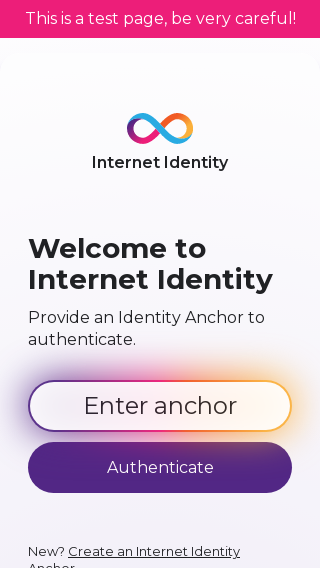 This is a test page, be very careful!
Internet Identity
Welcome to
Internet Identity
Provide an Identity Anchor to
authenticate.
Enter anchor
Authenticate
New? Create an Internet Identity
Anchor